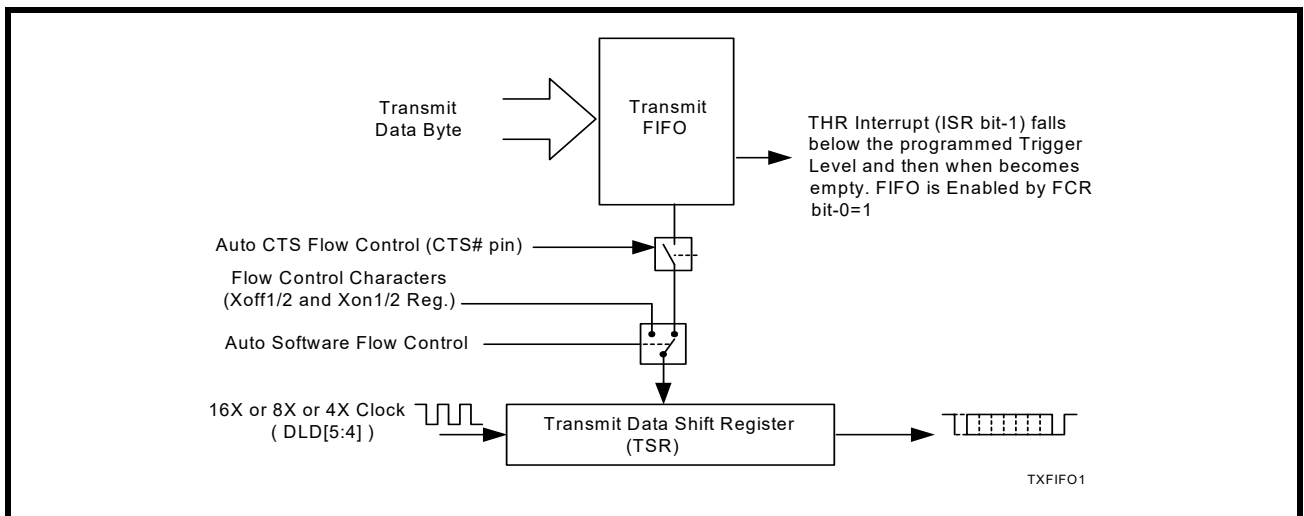 Transmit
Data Byte
Transmit
FIFO
THR Interrupt (ISR bit-1) falls
below the programmed Trigger
Level and then when becomes
empty. FIFO is Enabled by FCR
bit-0=1
Auto CTS Flow Control (CTS# pin)
Flow Control Characters
(Xoff1/2 and Xon1/2 Reg.)
Auto Software Flow Control
16X or 8X or 4X Clock
( DLD[5:4] )
Transmit Data Shift Register
(TSR)
TXFIFO1